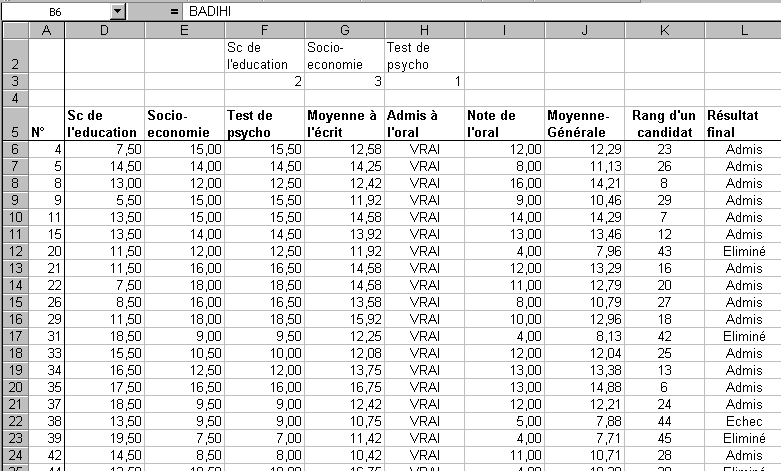 B6 = BADIHI
A D E F G H I J K L
2 Sc de l'education Socio-economie Test de psycho
3 2 3 1
4
5 N° Sc de l'education Socio-economie Test de psycho Moyenne à l'écrit Admis à l'oral Note de l'oral Moyenne-Générale Rang d'un candidat Résultat final
6 4 7,50 15,00 15,50 12,58 VRAI 12,00 12,29 23 Admis
7 5 14,50 14,00 14,50 14,25 VRAI 8,00 11,13 26 Admis
8 8 13,00 12,00 12,50 12,42 VRAI 16,00 14,21 8 Admis
9 9 5,50 15,00 15,50 11,92 VRAI 9,00 10,46 29 Admis
10 11 13,50 15,00 15,50 14,58 VRAI 14,00 14,29 7 Admis
11 15 13,50 14,00 14,50 13,92 VRAI 13,00 13,46 12 Admis
12 20 11,50 12,00 12,50 11,92 VRAI 4,00 7,96 43 Eliminé
13 21 11,50 16,00 16,50 14,58 VRAI 12,00 13,29 16 Admis
14 22 7,50 18,00 18,50 14,58 VRAI 11,00 12,79 20 Admis
15 26 8,50 16,00 16,50 13,58 VRAI 8,00 10,79 27 Admis
16 29 11,50 18,00 18,50 15,92 VRAI 10,00 12,96 18 Admis
17 31 18,50 9,00 9,50 12,25 VRAI 4,00 8,13 42 Eliminé
18 33 15,50 10,50 10,00 12,08 VRAI 12,00 12,04 25 Admis
19 34 16,50 12,50 12,00 13,75 VRAI 13,00 13,38 13 Admis
20 35 17,50 16,50 16,00 16,75 VRAI 13,00 14,88 6 Admis
21 37 18,50 9,50 9,00 12,42 VRAI 12,00 12,21 24 Admis
22 38 13,50 9,50 9,00 10,75 VRAI 5,00 7,88 44 Echec
23 39 19,50 7,50 7,00 11,42 VRAI 4,00 7,71 45 Eliminé
24 42 14,50 8,50 8,00 10,42 VRAI 11,00 10,71 28 Admis